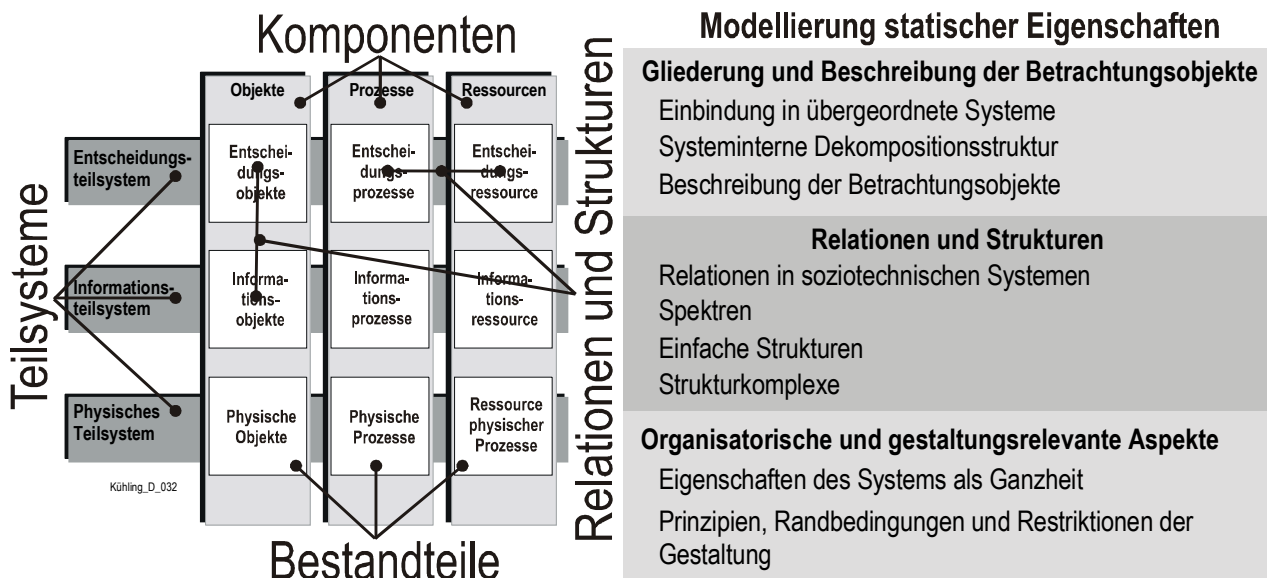 Komponenten
Teilsysteme
Objekte
Prozesse
Ressourcen
Entscheidungs-
teilsystem
Entschei-
dungs-
objekte
Entschei-
dungs-
prozesse
Entschei-
dungs-
ressource
Informations-
teilsystem
Informa-
tions-
objekte
Informa-
tions-
prozesse
Informa-
tions-
ressource
Physisches
Teilsystem
Physische
Objekte
Physische
Prozesse
Ressource
physischer
Prozesse
Kühling_D_032
Bestandteile
Relationen und Strukturen
Modellierung statischer Eigenschaften
Gliederung und Beschreibung der Betrachtungsobjekte
Einbindung in übergeordnete Systeme
Systeminterne Dekompositionsstruktur
Beschreibung der Betrachtungsobjekte
Relationen und Strukturen
Relationen in soziotechnischen Systemen
Spektren
Einfache Strukturen
Strukturkomplexe
Organisatorische und gestaltungsrelevante Aspekte
Eigenschaften des Systems als Ganzheit
Prinzipien, Randbedingungen und Restriktionen der
Gestaltung